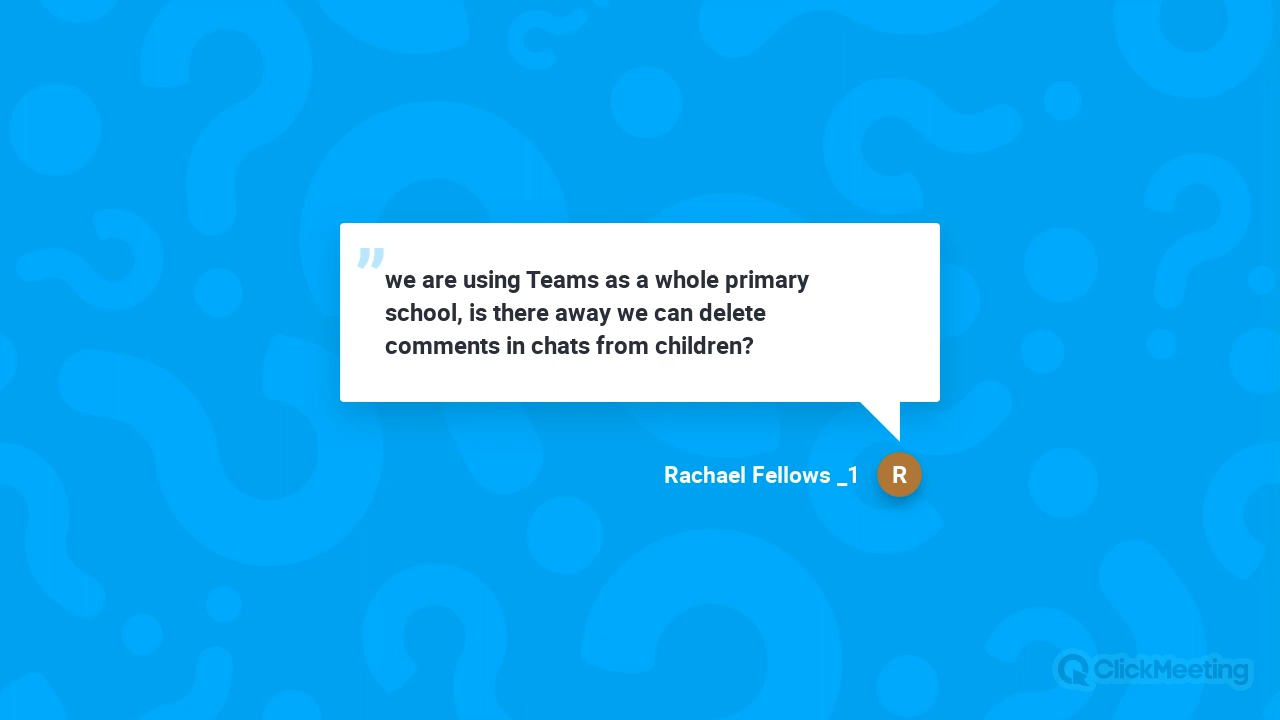 ”
we are using Teams as a whole primary
school, is there away we can delete
comments in chats from children?
Rachael Fellows _1
R
ClickMeeting